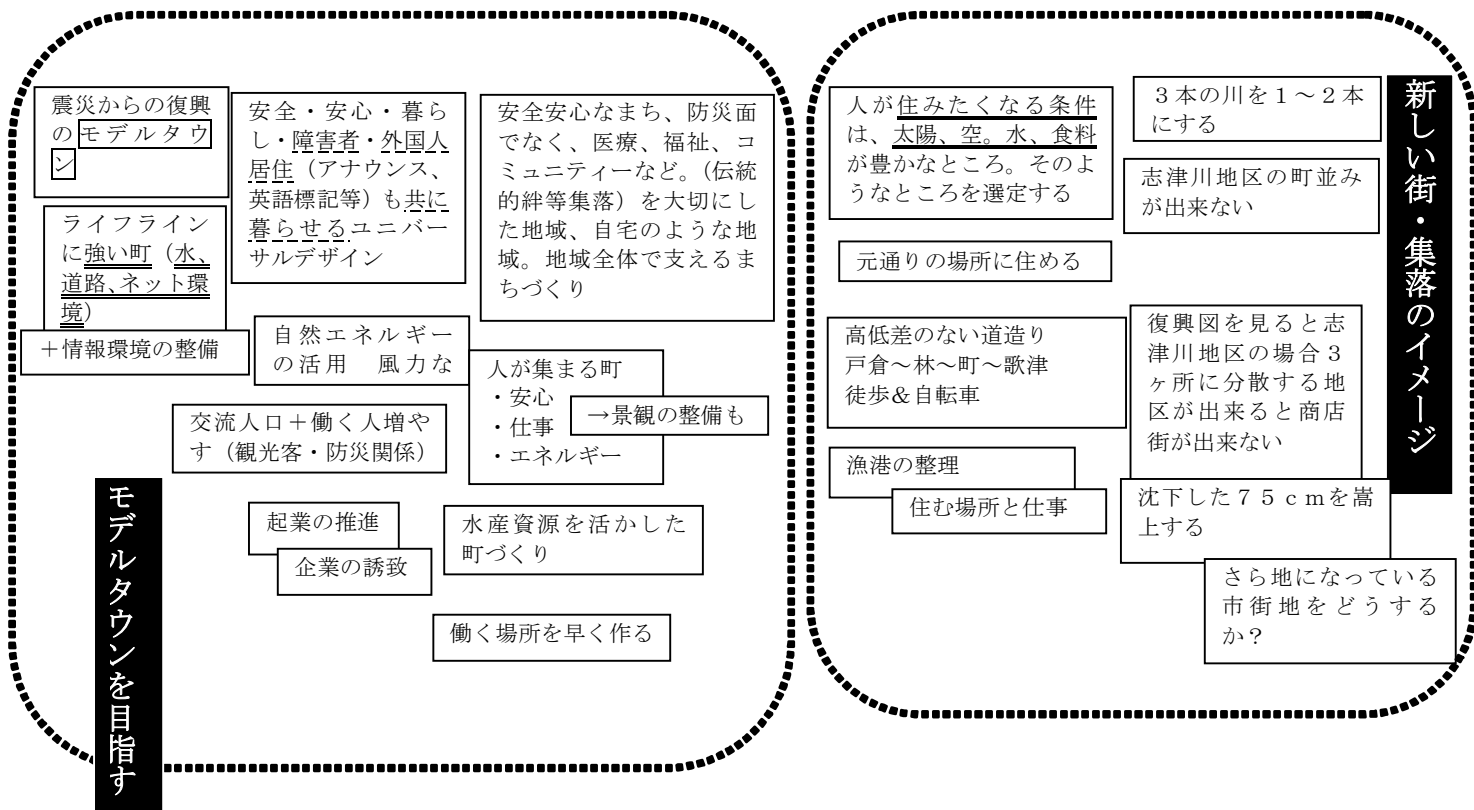 震災からの復興
のモデルタウ
ン
ライフライン
に強い町（水、
道路、ネット環
境）
＋情報環境の整備
安全・安心・暮ら
し・障害者・外国人
居住（アナウンス、
英語標記等）も共に
暮らせるユニバー
サルデザイン
安全安心なまち、防災面
でなく、医療、福祉、コ
ミュニティーなど。（伝統
的絆等集落）を大切にし
た地域、自宅のような地
域。地域全体で支えるま
ちづくり
自然エネルギー
の活用　風力な
人が集まる町
・安心
・仕事
・エネルギー
→景観の整備も
交流人口＋働く人増や
す（観光客・防災関係）
起業の推進
企業の誘致
水産資源を活かした
町づくり
働く場所を早く作る
モデルタウンを目指す
新しい街・集落のイメージ
人が住みたくなる条件
は、太陽、空。水、食料
が豊かなところ。そのよ
うなところを選定する
３本の川を１～２本
にする
志津川地区の町並み
が出来ない
元通りの場所に住める
高低差のない道造り
戸倉～林～町～歌津
徒歩＆自転車
復興図を見ると志
津川地区の場合３
ヶ所に分散する地
区が出来ると商店
街が出来ない
漁港の整理
住む場所と仕事
沈下した７５ｃｍを嵩
上する
さら地になっている
市街地をどうする
か？